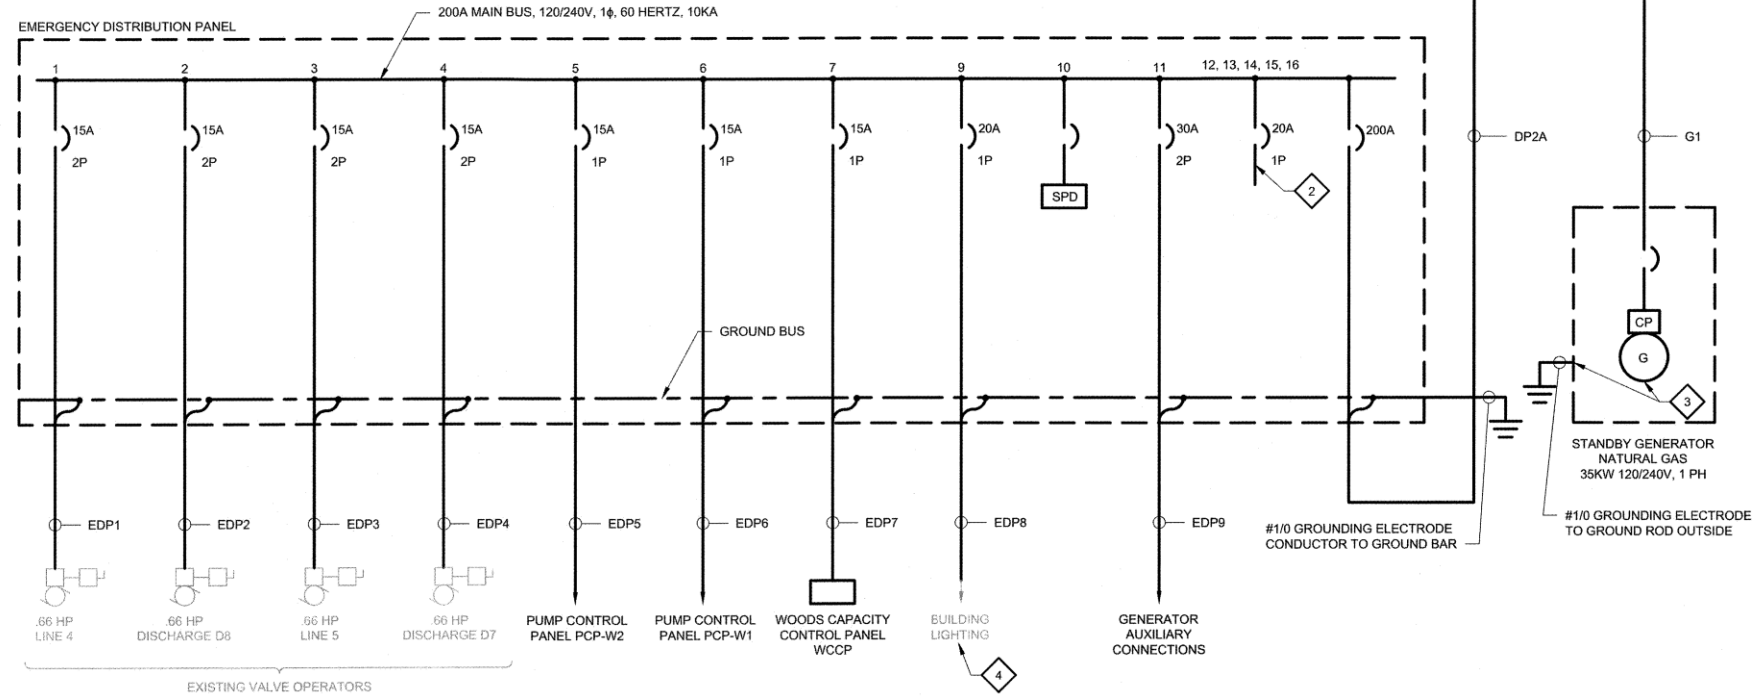 200A MAIN BUS, 120/240V, 1ϕ, 60 HERTZ, 10KA
EMERGENCY DISTRIBUTION PANEL
1
2
3
4
5
6
7
9
10
11
12, 13, 14, 15, 16
15A
2P
15A
2P
15A
2P
15A
2P
15A
1P
15A
1P
15A
1P
20A
1P
SPD
30A
2P
20A
1P
2
200A
DP2A
G1
CP
G
3
STANDBY GENERATOR
NATURAL GAS
35KW 120/240V, 1 PH
GROUND BUS
#1/0 GROUNDING ELECTRODE
CONDUCTOR TO GROUND BAR
#1/0 GROUNDING ELECTRODE
TO GROUND ROD OUTSIDE
EDP1
EDP2
EDP3
EDP4
EDP5
EDP6
EDP7
EDP8
EDP9
.66 HP
LINE 4
.66 HP
DISCHARGE D8
.66 HP
LINE 5
.66 HP
DISCHARGE D7
PUMP CONTROL
PANEL PCP-W2
PUMP CONTROL
PANEL PCP-W1
WOODS CAPACITY
CONTROL PANEL
WCCP
BUILDING
LIGHTING
4
GENERATOR
AUXILIARY
CONNECTIONS
EXISTING VALVE OPERATORS